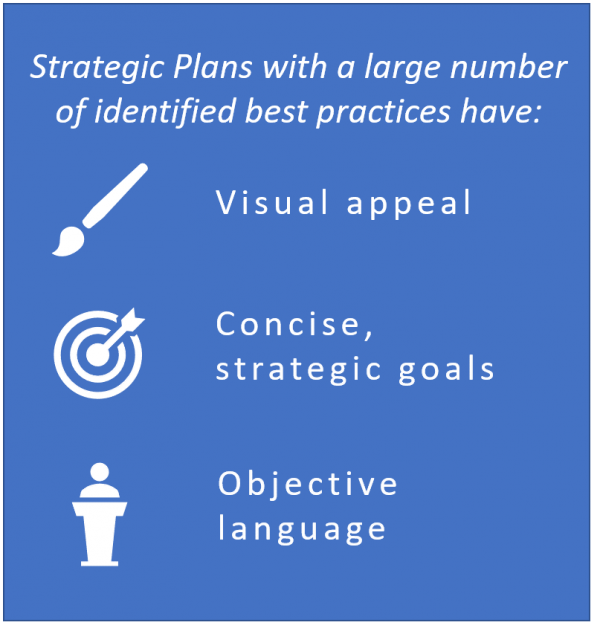 Strategic Plans with a large number
of identified best practices have:
Visual appeal
Concise,
strategic goals
Objective
language